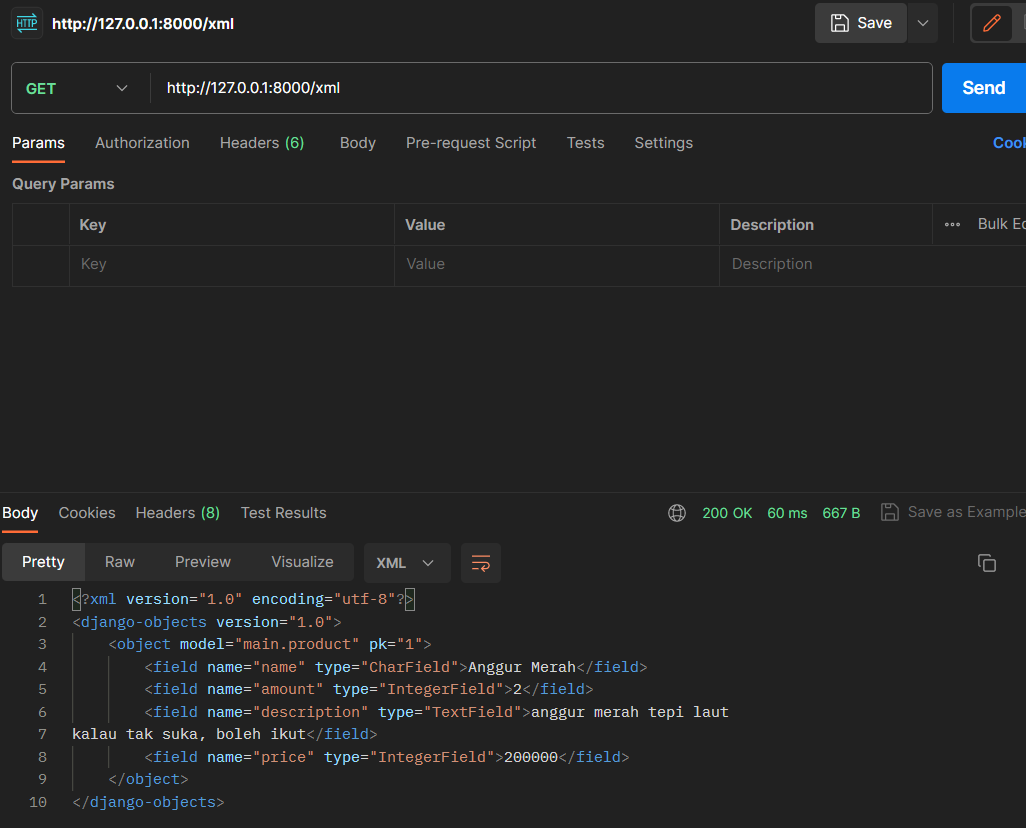 HTTP http://127.0.0.1:8000/xml Save
GET http://127.0.0.1:8000/xml Send
Params Authorization Headers (6) Body Pre-request Script Tests Settings
Query Params
Key Value Description Bulk
Key Value Description
Body Cookies Headers (8) Test Results 200 OK 60 ms 667 B Save as Example
Pretty Raw Preview Visualize XML
1 <?xml version="1.0" encoding="utf-8"?>
2 <django-objects version="1.0">
3 <object model="main.product" pk="1">
4 <field name="name" type="CharField">Anggur Merah</field>
5 <field name="amount" type="IntegerField">2</field>
6 <field name="description" type="TextField">anggur merah tepi laut
7 kalau tak suka, boleh ikut</field>
8 <field name="price" type="IntegerField">200000</field>
9 </object>
10 </django-objects>